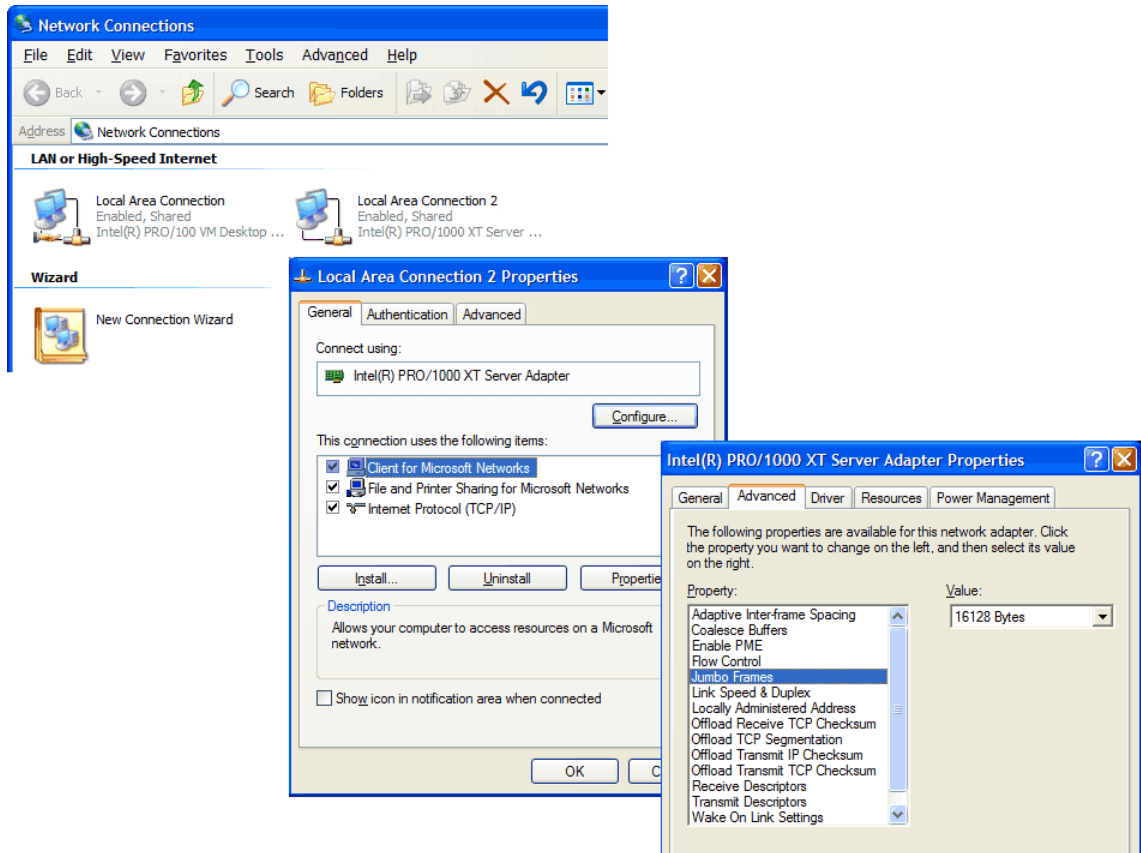 Network Connections
File Edit View Favorites Tools Advanced Help
Back Search Folders
Address Network Connections
LAN or High-Speed Internet
Local Area Connection
Enabled, Shared
Intel(R) PRO/100 VM Desktop ...
Local Area Connection 2
Enabled, Shared
Intel(R) PRO/1000 XT Server ...
Wizard
New Connection Wizard
Local Area Connection 2 Properties
General Authentication Advanced
Connect using:
Intel(R) PRO/1000 XT Server Adapter
Configure...
This connection uses the following items:
Client for Microsoft Networks
File and Printer Sharing for Microsoft Networks
Internet Protocol (TCP/IP)
Install... Uninstall Propertie
Description
Allows your computer to access resources on a Microsoft
network.
Show icon in notification area when connected
OK C
Intel(R) PRO/1000 XT Server Adapter Properties
General Advanced Driver Resources Power Management
The following properties are available for this network adapter. Click
the property you want to change on the left, and then select its value
on the right.
Property:
Adaptive Inter-frame Spacing
Coalesce Buffers
Enable PME
Flow Control
Jumbo Frames
Link Speed & Duplex
Locally Administered Address
Offload Receive TCP Checksum
Offload TCP Segmentation
Offload Transmit IP Checksum
Offload Transmit TCP Checksum
Receive Descriptors
Transmit Descriptors
Wake On Link Settings
Value:
16128 Bytes